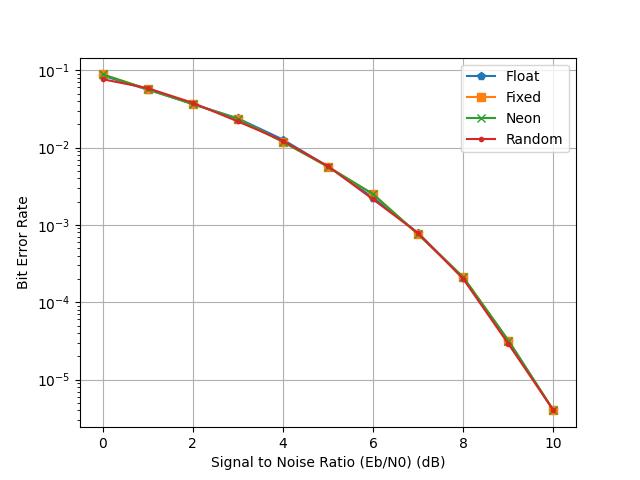 Float
Fixed
Neon
Random
10⁻¹
10⁻²
10⁻³
10⁻⁴
10⁻⁵
Bit Error Rate
0 2 4 6 8 10
Signal to Noise Ratio (Eb/N0) (dB)